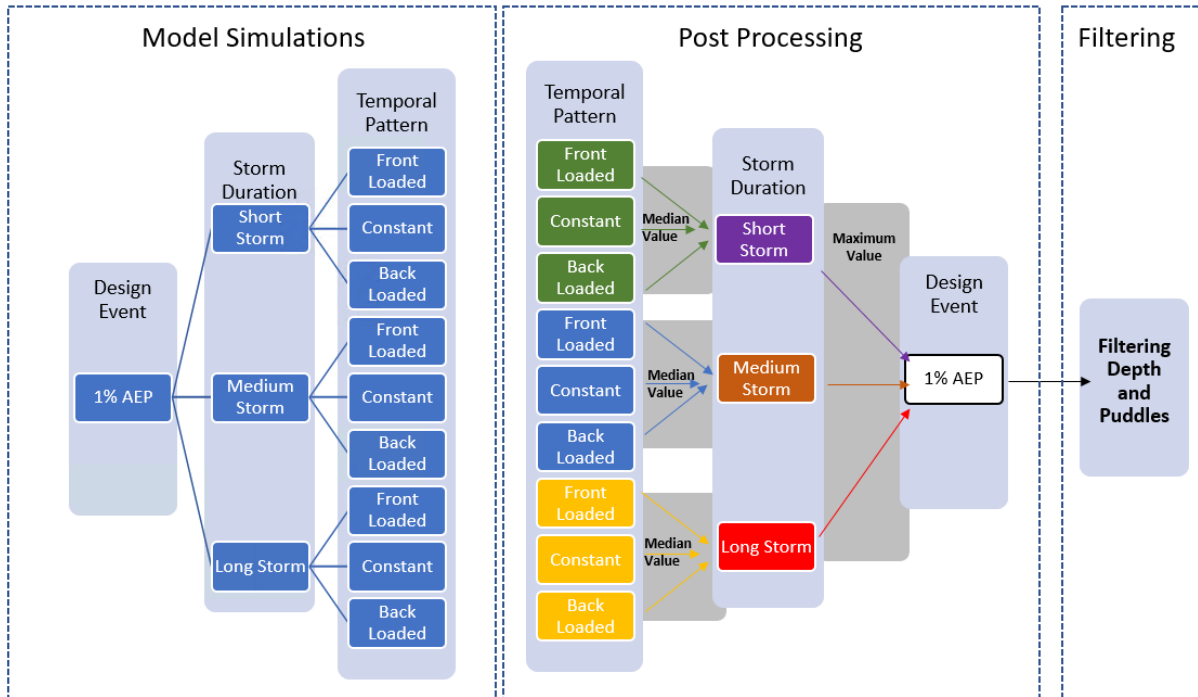 Model Simulations
Design
Event
1% AEP
Storm
Duration
Short
Storm
Medium
Storm
Long Storm
Temporal
Pattern
Front
Loaded
Constant
Back
Loaded
Front
Loaded
Constant
Back
Loaded
Front
Loaded
Constant
Back
Loaded
Post Processing
Temporal
Pattern
Front
Loaded
Constant
Back
Loaded
Front
Loaded
Constant
Back
Loaded
Front
Loaded
Constant
Back
Loaded
Median
Value
Median
Value
Median
Value
Storm
Duration
Short
Storm
Medium
Storm
Long Storm
Maximum
Value
Design
Event
1% AEP
Filtering
Filtering
Depth
and
Puddles